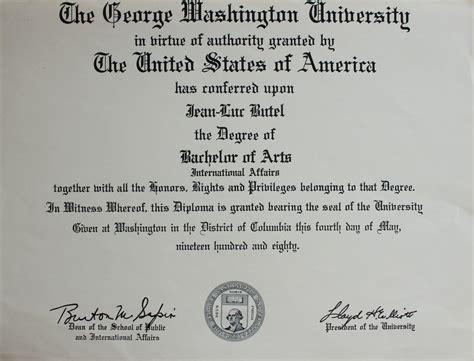 The George Washington University
in virtue of authority granted by
The United States of America
has conferred upon
Jean-Luc Butel
the Degree of
Bachelor of Arts
International Affairs
together with all the Honors, Rights and Privileges belonging to that Degree.
In Witness Whereof, this Diploma is granted bearing the seal of the University
Given at Washington in the District of Columbia this fourth day of May,
nineteen hundred and eighty.
Burton M Sapin
Dean of the School of Public
and International Affairs
Lloyd H Elliott
President of the University